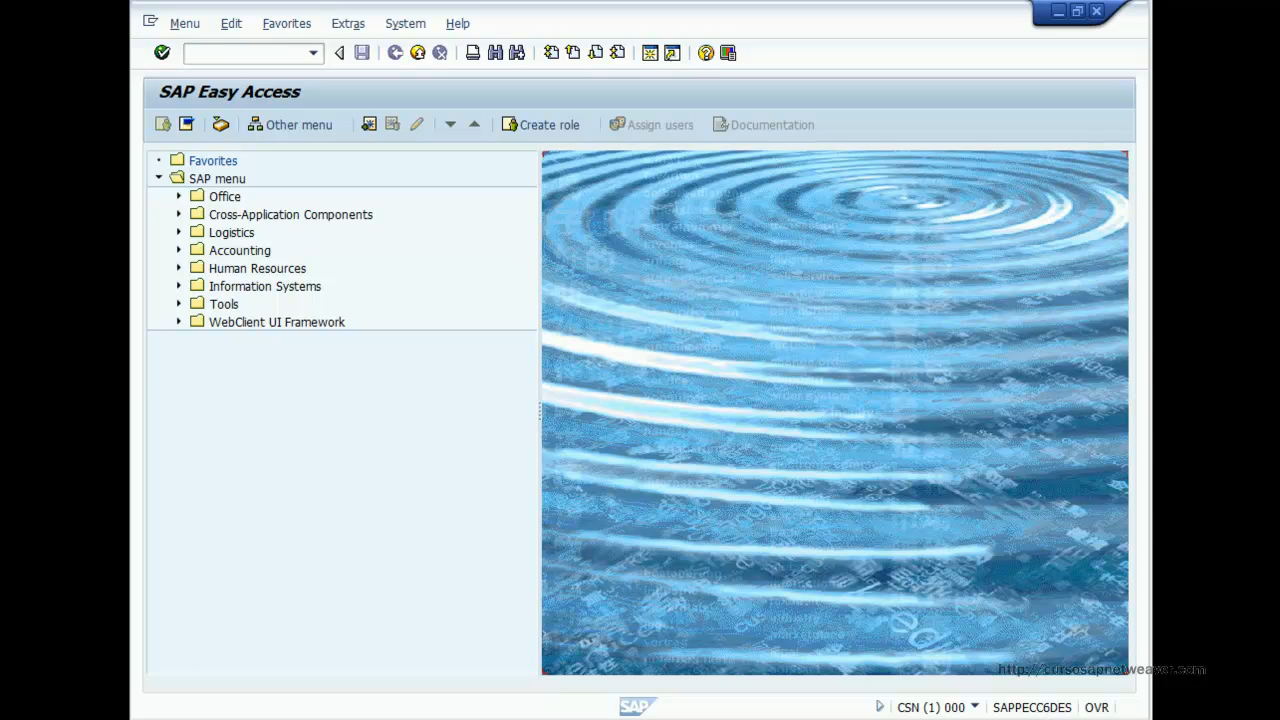 Menu Edit Favorites Extras System Help
SAP Easy Access
Other menu Create role Assign users Documentation
Favorites
SAP menu
Office
Cross-Application Components
Logistics
Accounting
Human Resources
Information Systems
Tools
WebClient UI Framework
http://cursosapnetweaver.com
SAP CSN (1) 000 SAPPECC6DES OVR